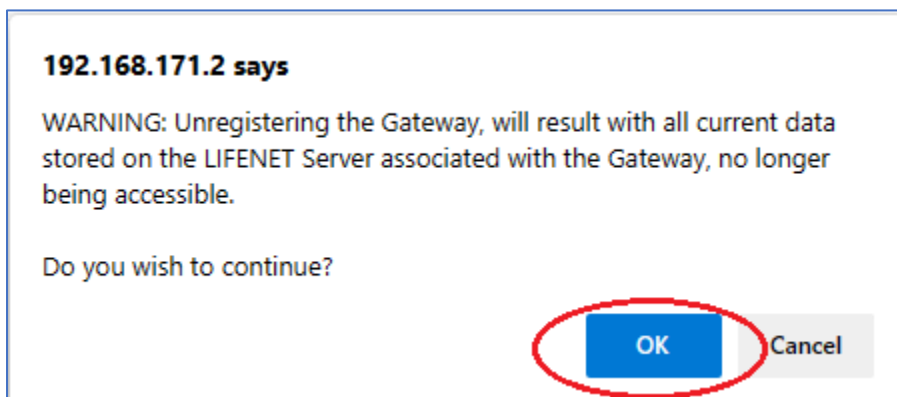 192.168.171.2 says
WARNING: Unregistering the Gateway, will result with all current data
stored on the LIFENET Server associated with the Gateway, no longer
being accessible.
Do you wish to continue?
OK Cancel